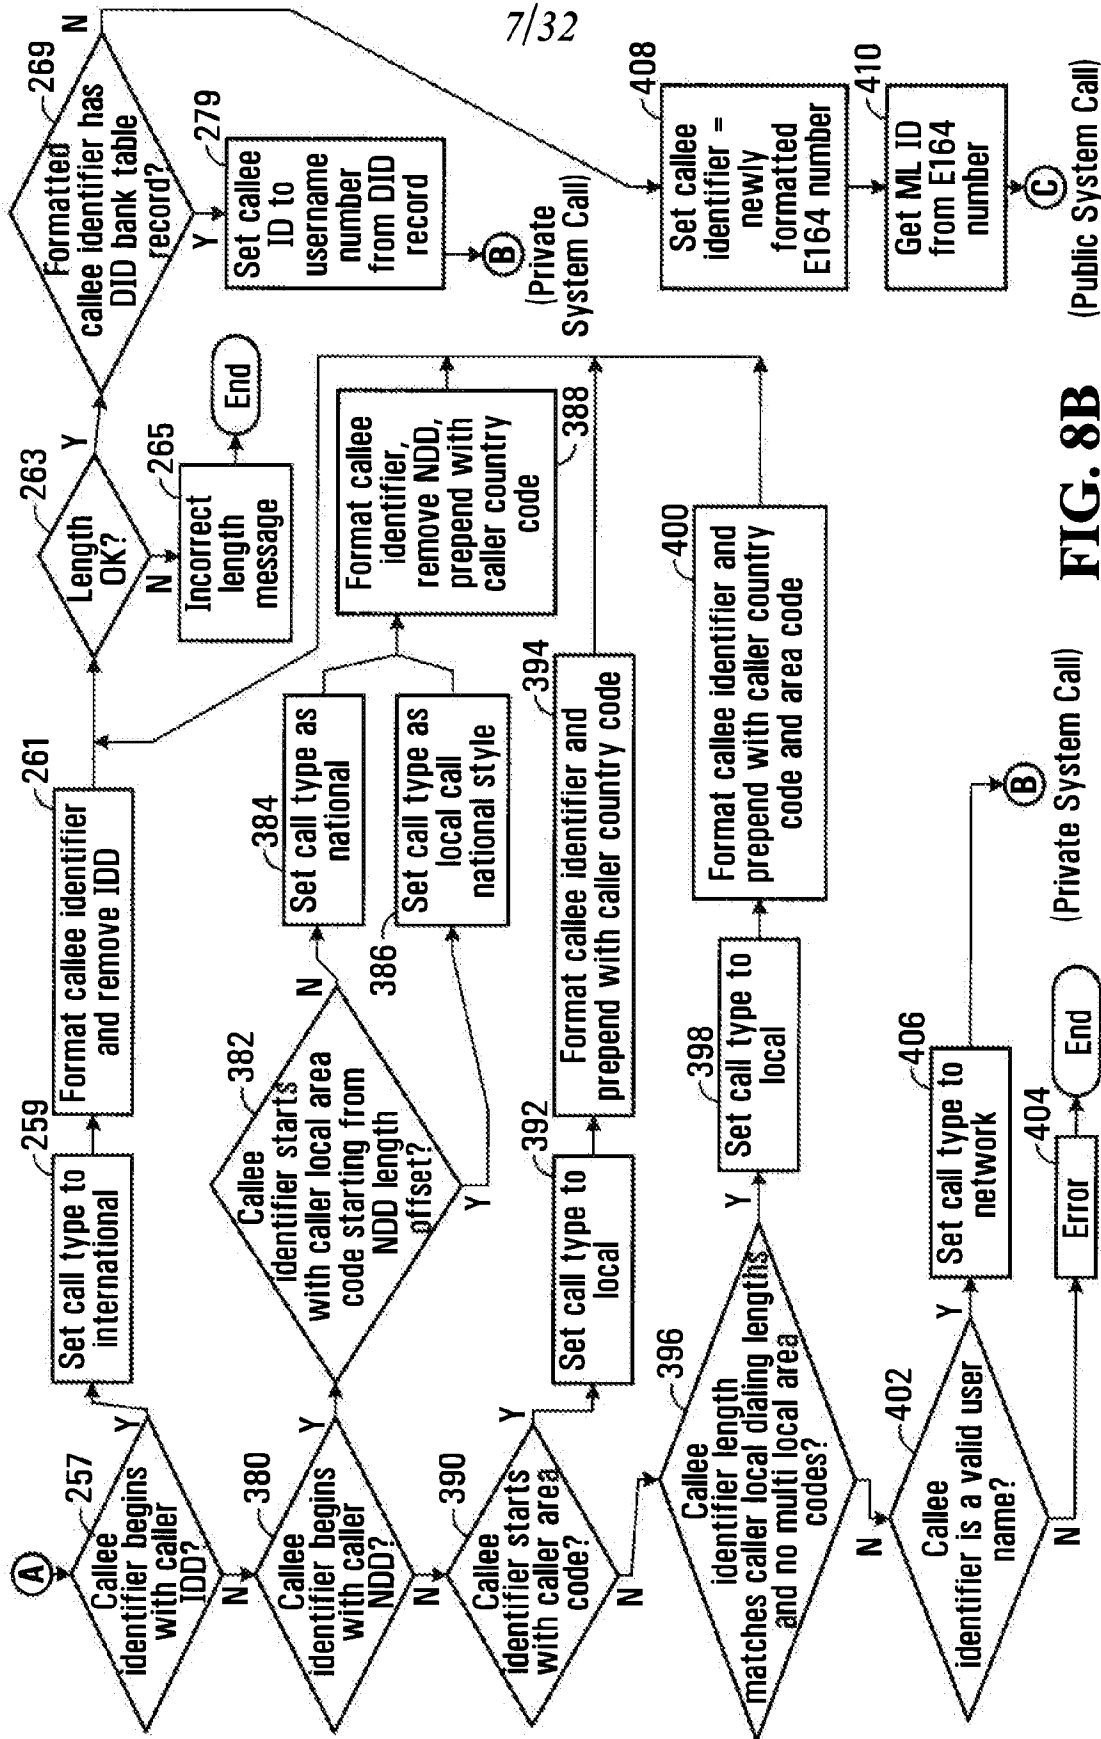 7/32
A
257
Callee
identifier begins
with caller
IDD?
Y
N
259
Set call type to
international
261
Format callee identifier
and remove IDD
263
Length
OK?
Y
N
265
Incorrect
length
message
End
269
Formatted
callee identifier has
DID bank table
record?
N
Y
279
Set callee
ID to
username
number
from DID
record
B
(Private
System Call)
380
Callee
identifier begins
with caller
NDD?
Y
N
382
Callee
identifier starts
with caller local area
code starting from
NDD length
offset?
N
Y
384
Set call type as
national
386
Set call type as
local call
national style
Format callee
identifier,
remove NDD,
prepend with
caller country
code
388
390
Callee
identifier starts
with caller area
code?
Y
N
392
Set call type to
local
394
Format callee identifier and
prepend with caller country code
396
Callee
identifier length
matches caller local dialing lengths
and no multi local area
codes?
Y
N
398
Set call type to
local
400
Format callee identifier and
prepend with caller country
code and area code
402
Callee
identifier is a valid user
name?
Y
N
406
Set call type to
network
B
(Private System Call)
404
Error
End
408
Set callee
identifier =
newly
formatted
E164 number
410
Get ML ID
from E164
number
C
(Public System Call)
FIG. 8B